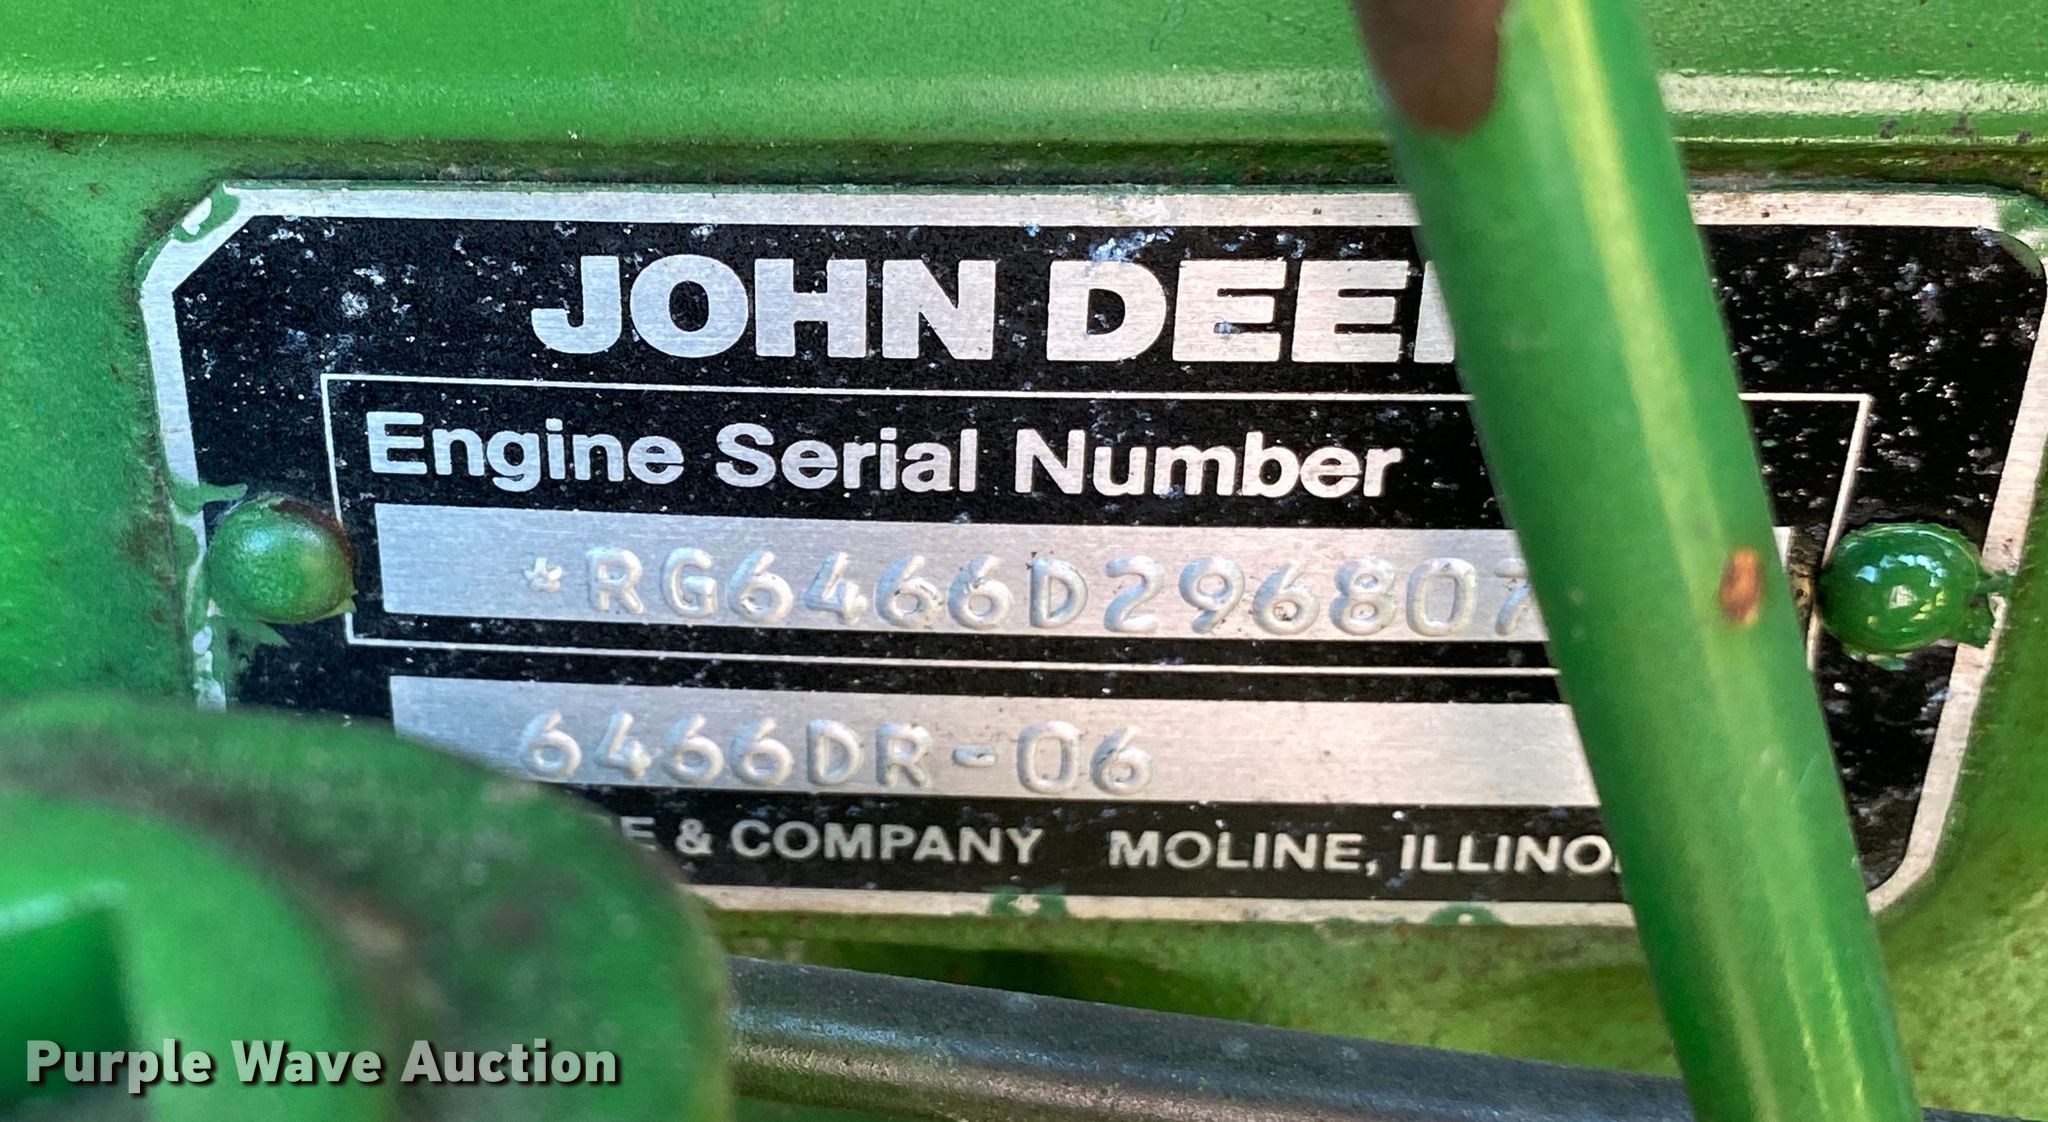 JOHN DEE
Engine Serial Number
*RG6466D296807
6466DR-06
E & COMPANY MOLINE, ILLINO
Purple Wave Auction